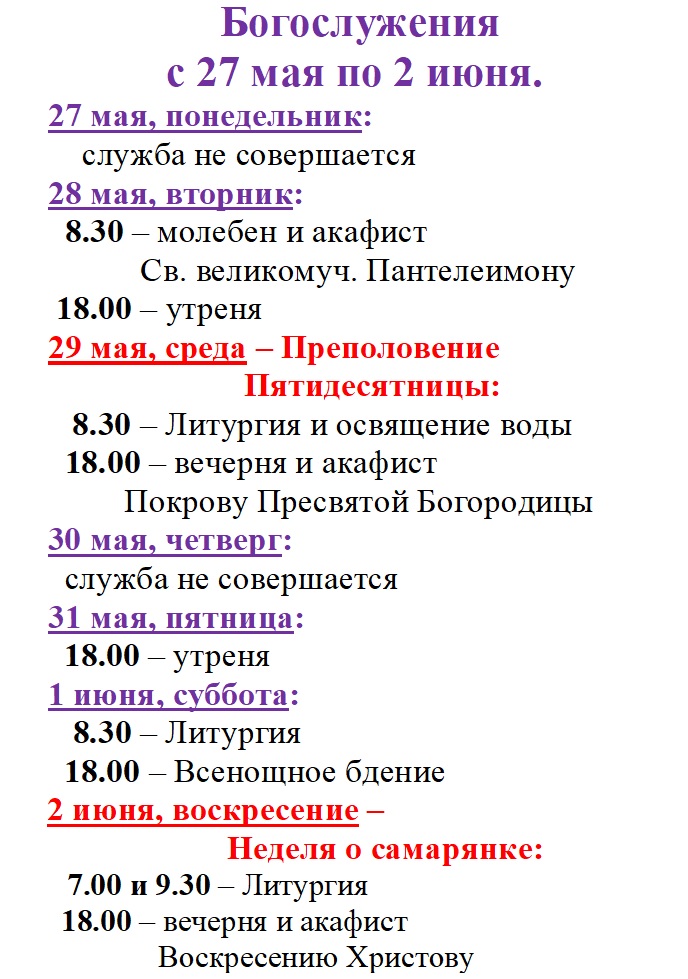 Богослужения
с 27 мая по 2 июня.
27 мая, понедельник:
служба не совершается
28 мая, вторник:
8.30 – молебен и акафист
Св. великомуч. Пантелеимону
18.00 – утреня
29 мая, среда – Преполовение
Пятидесятницы:
8.30 – Литургия и освящение воды
18.00 – вечерня и акафист
Покрову Пресвятой Богородицы
30 мая, четверг:
служба не совершается
31 мая, пятница:
18.00 – утреня
1 июня, суббота:
8.30 – Литургия
18.00 – Всенощное бдение
2 июня, воскресение –
Неделя о самарянке:
7.00 и 9.30 – Литургия
18.00 – вечерня и акафист
Воскресению Христову